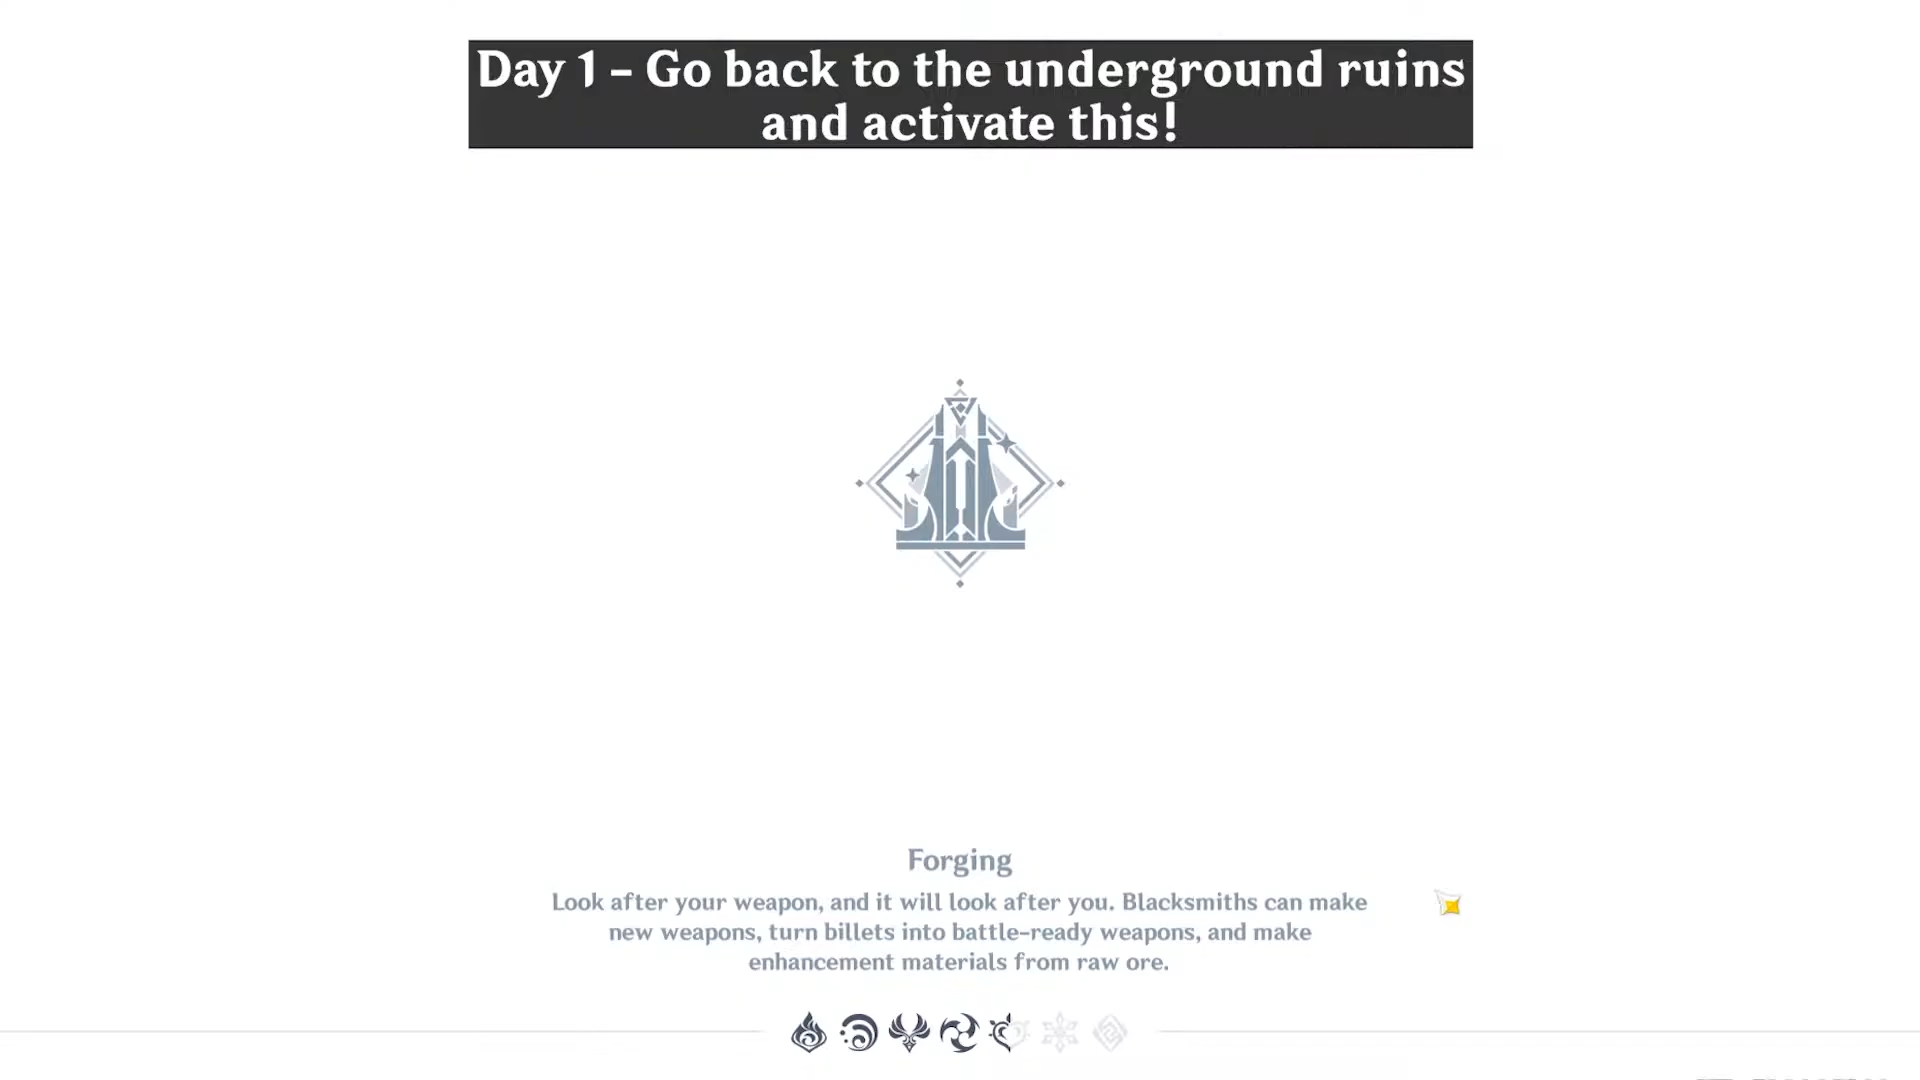 Day 1 - Go back to the underground ruins
and activate this!
Forging
Look after your weapon, and it will look after you. Blacksmiths can make
new weapons, turn billets into battle-ready weapons, and make
enhancement materials from raw ore.